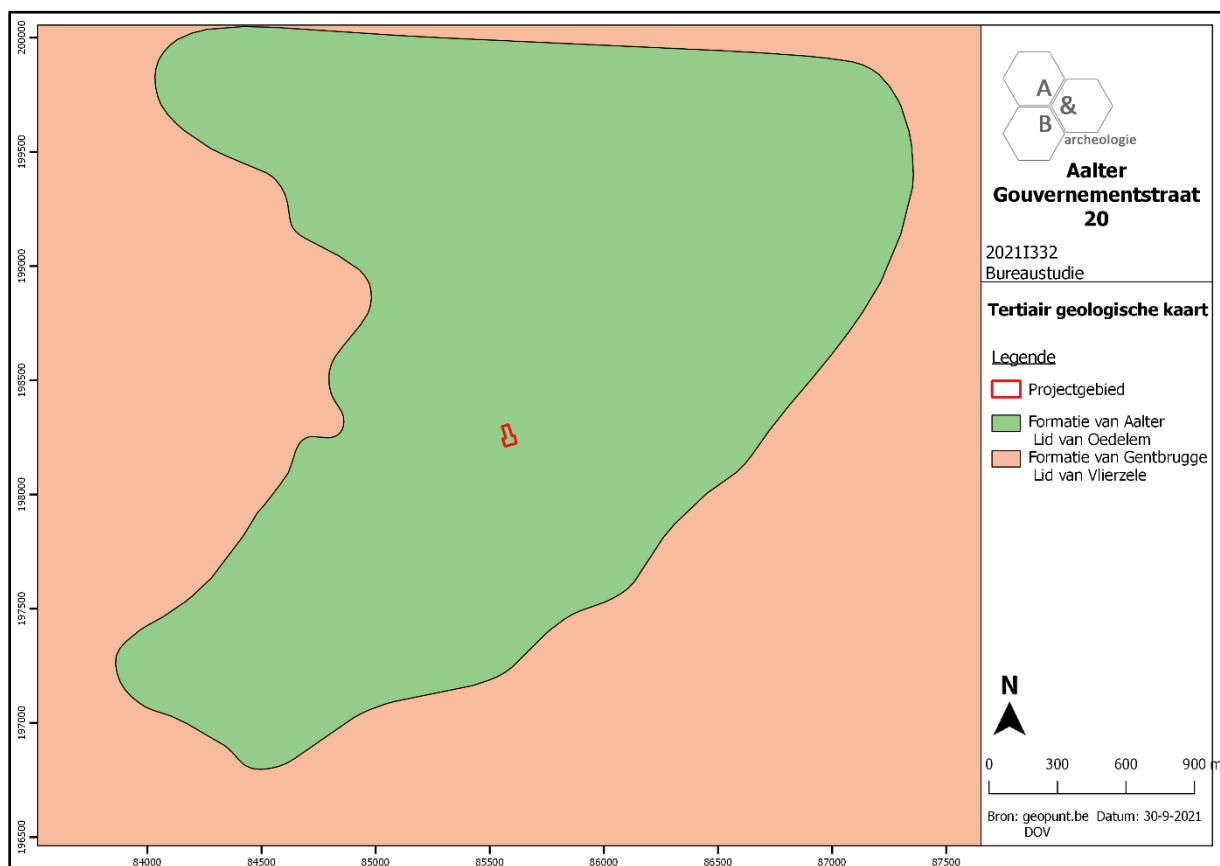 200000
199500
199000
198500
198000
197500
197000
196500
84000 84500 85000 85500 86000 86500 87000 87500
A
&
B
archeologie
Aalter
Gouvernementstraat
20
2021I332
Bureaustudie
Tertiair geologische kaart
Legende
Projectgebied
Formatie van Aalter
Lid van Oedelem
Formatie van Gentbrugge
Lid van Vlierzele
N
0 300 600 900 m
Bron: geopunt.be Datum: 30-9-2021
DOV